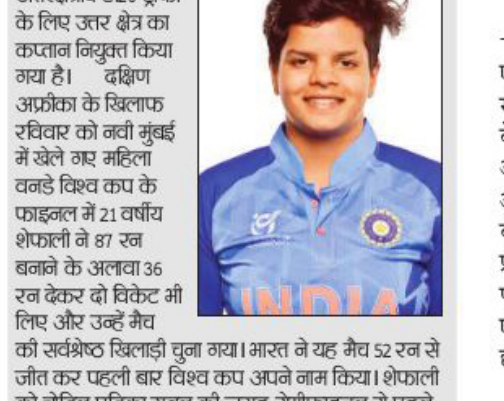 के लिए उत्तर क्षेत्र का
कप्तान नियुक्त किया
गया है। दक्षिण
अफ्रीका के खिलाफ
रविवार को नवी मुंबई
में खेले गए महिला
वनडे विश्व कप के
फाइनल में 21 वर्षीय
शेफाली ने 87 रन
बनाने के अलावा 36
रन देकर दो विकेट भी
लिए और उन्हें मैच
की सर्वश्रेष्ठ खिलाड़ी चुना गया। भारत ने यह मैच 52 रन से
जीत कर पहली बार विश्व कप अपने नाम किया। शेफाली
INDIA